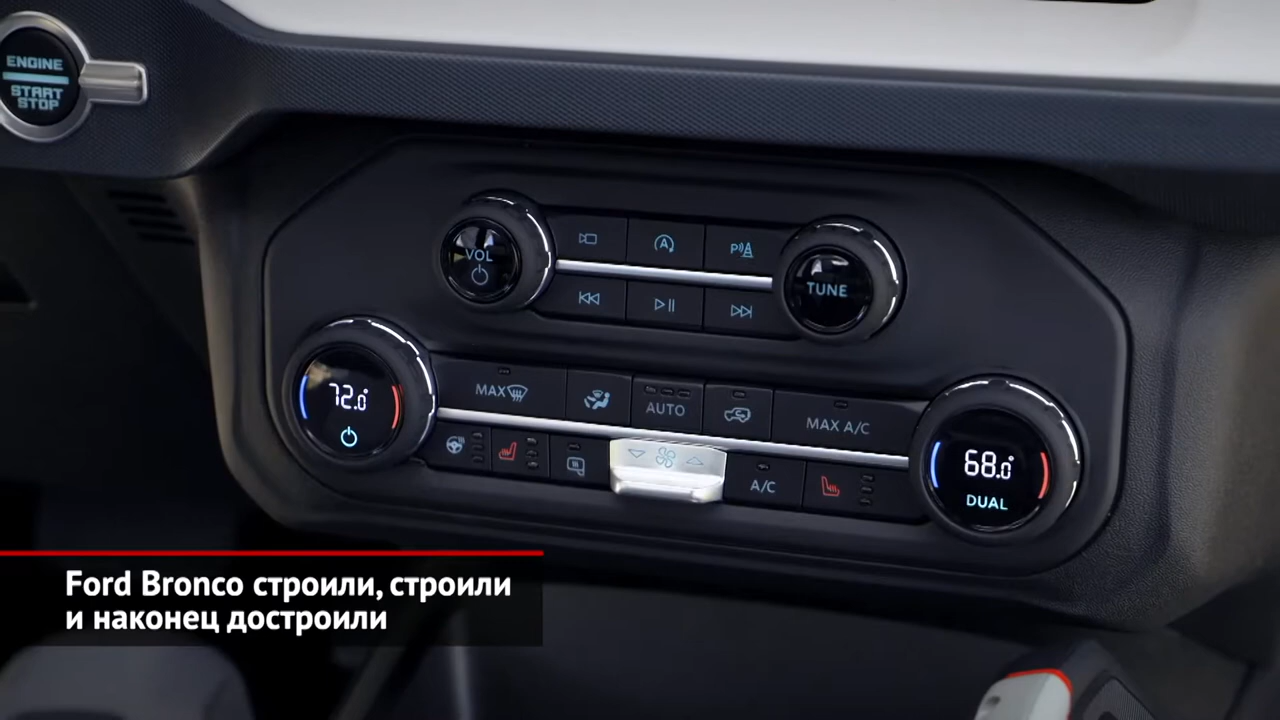 ENGINE
START
STOP
VOL
P
TUNE
72.0°
MAX
AUTO
MAX A/C
A/C
68.0°
DUAL
Ford Bronco строили, строили
и наконец достроили